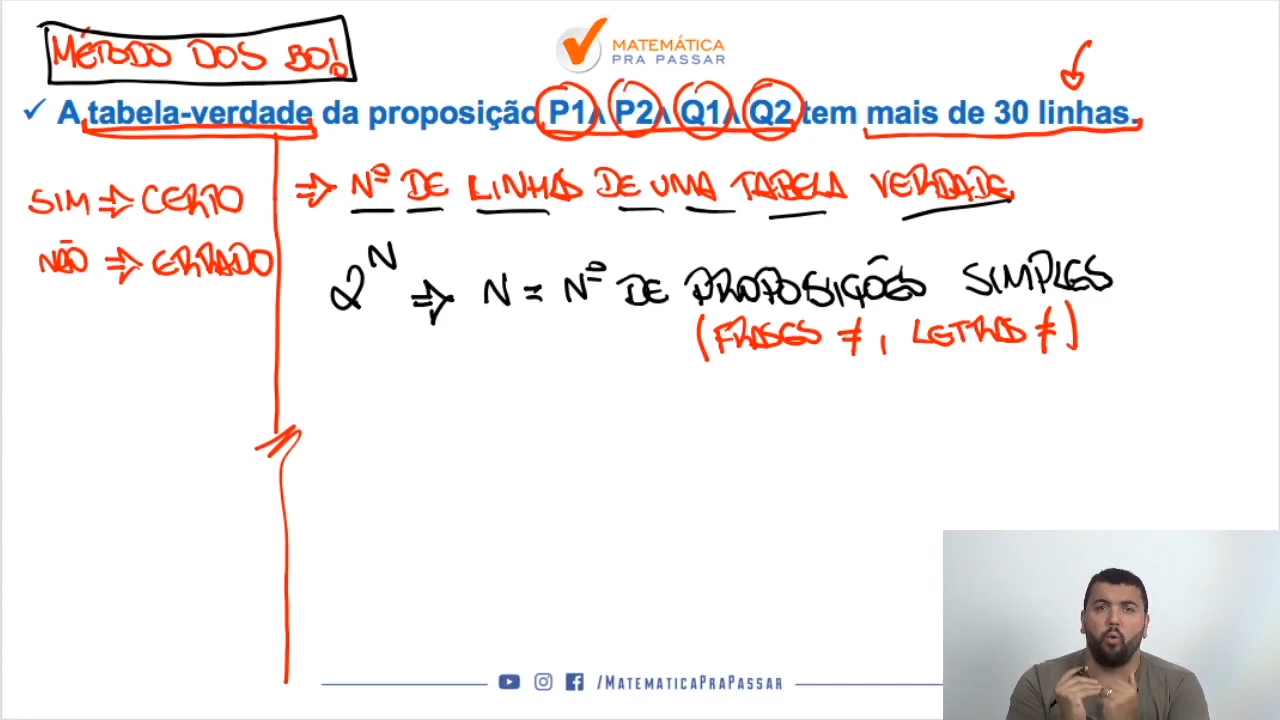 MÉTODO DOS BO!
MATEMÁTICA
PRA PASSAR
✓ A tabela-verdade da proposição P1∧ P2∧ Q1∧ Q2 tem mais de 30 linhas.
SIM ⇒ CERTO
NÃO ⇒ ERRADO
⇒ Nº DE LINHAS DE UMA TABELA VERDADE
2^N ⇒ N = Nº DE PROPOSIÇÕES SIMPLES
(FRASES ≠, LETRAS ≠)
/MATEMATICAPRAPASSAR